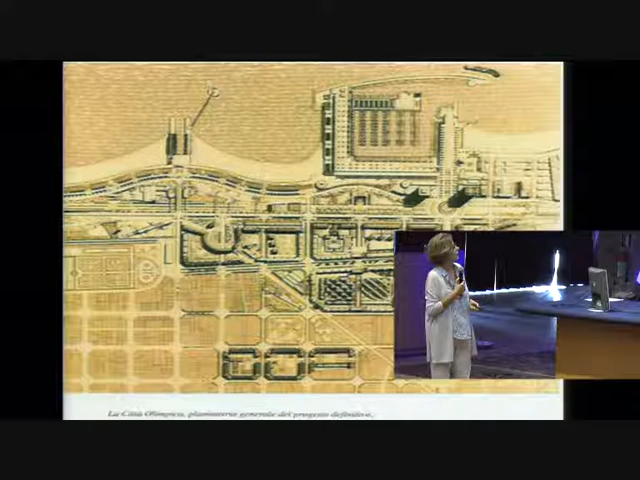 La Città Olimpica, planimetria generale del progetto definitivo.